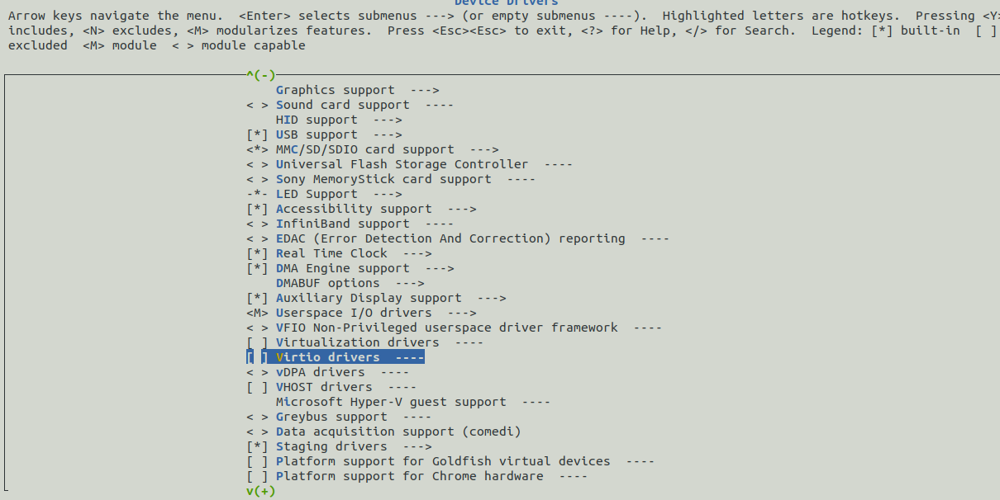 Device Drivers
Arrow keys navigate the menu.  <Enter> selects submenus ---> (or empty submenus ----).  Highlighted letters are hotkeys.  Pressing <Y>
includes, <N> excludes, <M> modularizes features.  Press <Esc><Esc> to exit, <?> for Help, </> for Search.  Legend: [*] built-in  [ ]
excluded  <M> module  < > module capable
^(-)
Graphics support  --->
< > Sound card support  ----
HID support  --->
[*] USB support  --->
<*> MMC/SD/SDIO card support  --->
< > Universal Flash Storage Controller  ----
< > Sony MemoryStick card support  ----
-*- LED Support  --->
[*] Accessibility support  --->
< > InfiniBand support  ----
< > EDAC (Error Detection And Correction) reporting  ----
[*] Real Time Clock  --->
[*] DMA Engine support  --->
DMABUF options  --->
[*] Auxiliary Display support  --->
<M> Userspace I/O drivers  --->
< > VFIO Non-Privileged userspace driver framework  ----
[ ] Virtualization drivers  ----
[ ] Virtio drivers  ----
< > vDPA drivers  ----
[ ] VHOST drivers  ----
Microsoft Hyper-V guest support  ----
< > Greybus support  ----
< > Data acquisition support (comedi)
[*] Staging drivers  --->
[ ] Platform support for Goldfish virtual devices  ----
[ ] Platform support for Chrome hardware  ----
v(+)